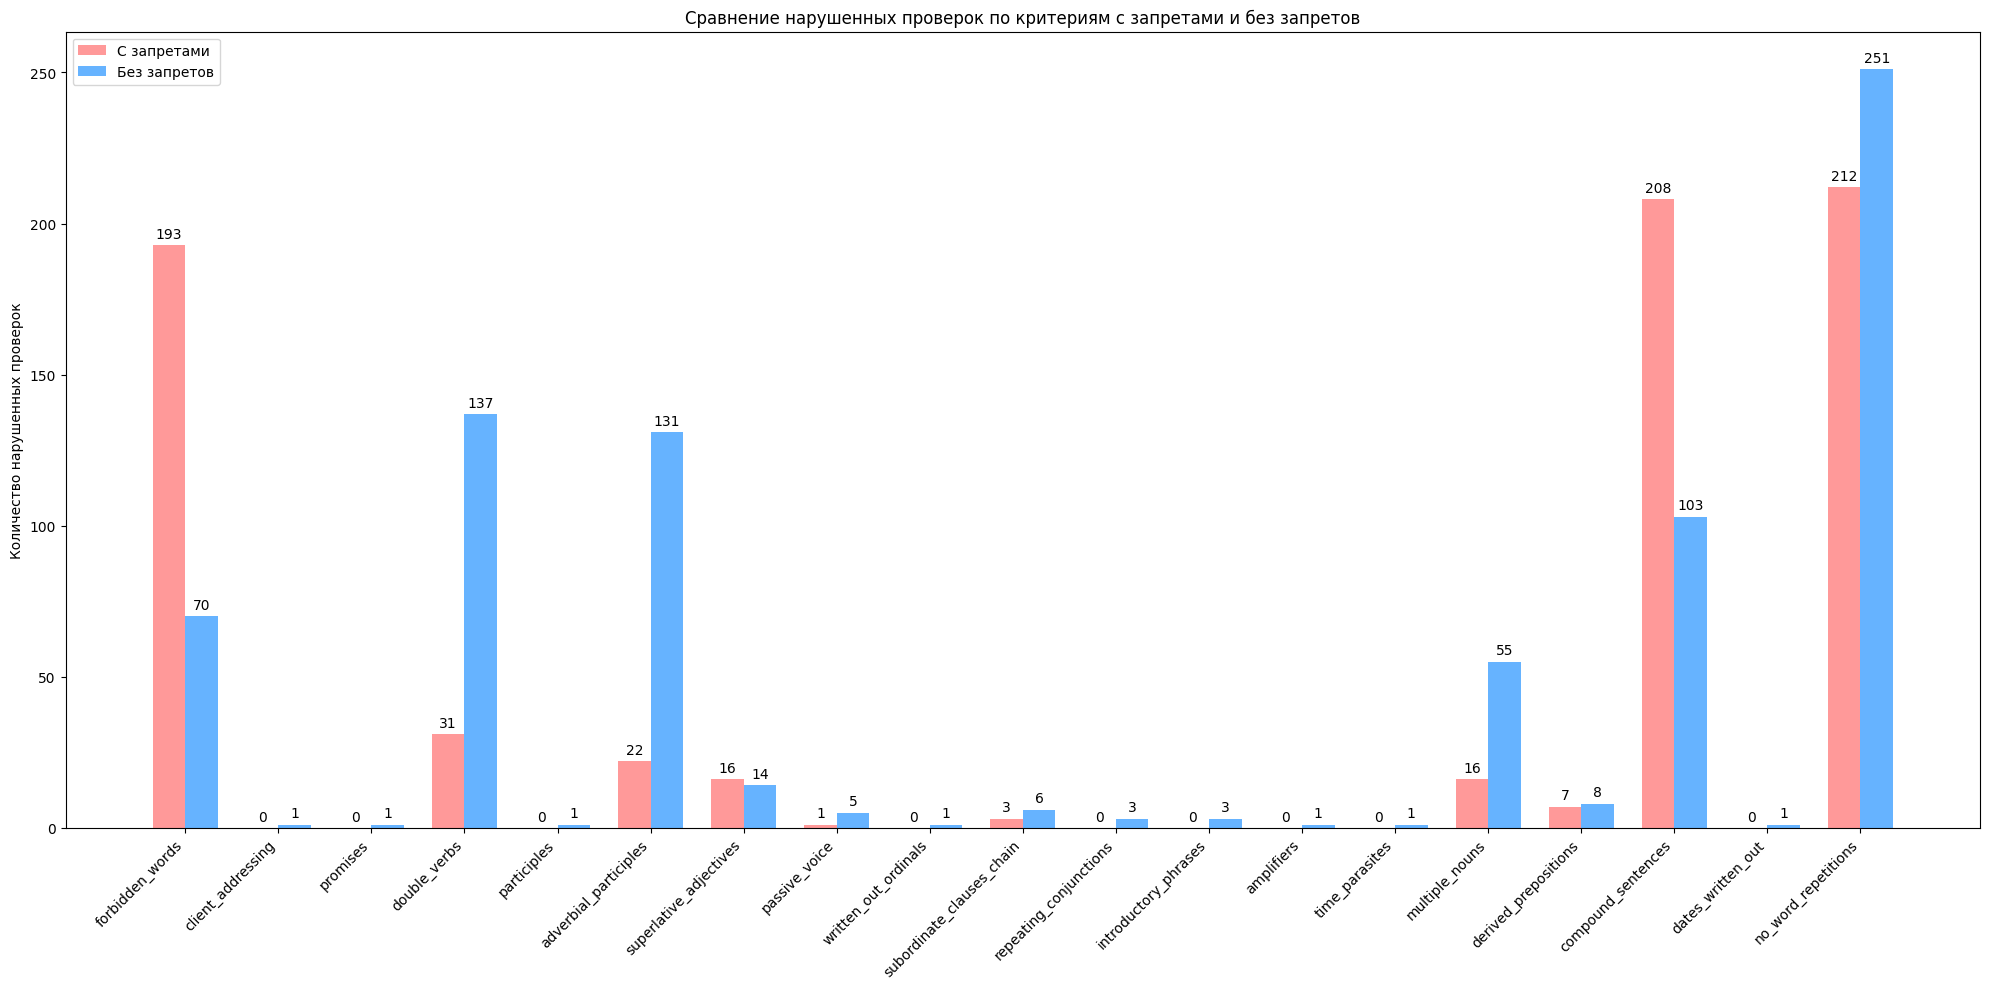 Сравнение нарушенных проверок по критериям с запретами и без запретов
С запретами
Без запретов
Количество нарушенных проверок
250
200
150
100
50
0
193 70
0 1
0 1
31 137
0 1
22 131
16 14
1 5
0 1
3 6
0 3
0 3
0 1
0 1
16 55
7 8
208 103
0 1
212 251
forbidden_words
client_addressing
promises
double_verbs
participles
adverbial_participles
superlative_adjectives
passive_voice
written_out_ordinals
subordinate_clauses_chain
repeating_conjunctions
introductory_phrases
amplifiers
time_parasites
multiple_nouns
derived_prepositions
compound_sentences
dates_written_out
no_word_repetitions